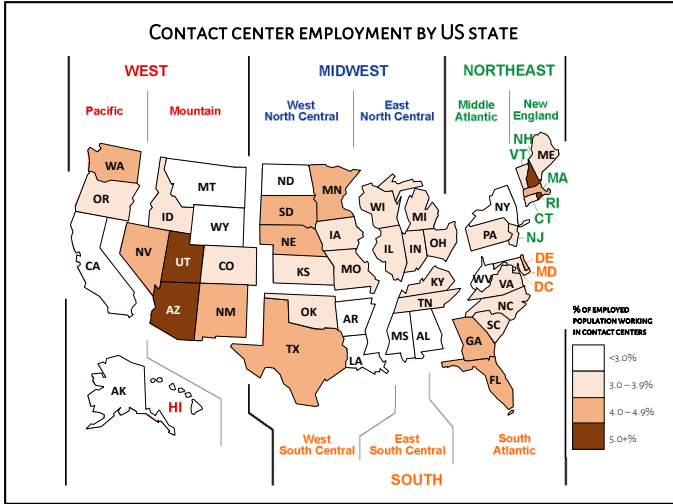 CONTACT CENTER EMPLOYMENT BY US STATE
WEST
MIDWEST
NORTHEAST
Pacific
Mountain
West
North Central
East
North Central
Middle
Atlantic
New
England
NH
VT
ME
MA
RI
CT
NJ
WA
OR
MT
ID
WY
NV
UT
CO
CA
AZ
NM
ND
MN
SD
NE
IA
KS
MO
WI
MI
IL
IN
OH
NY
PA
DE
MD
DC
WV
VA
KY
TN
NC
SC
OK
AR
TX
LA
MS
AL
GA
FL
AK
HI
% OF EMPLOYED
POPULATION WORKING
IN CONTACT CENTERS
<3.0%
3.0–3.9%
4.0–4.9%
5.0+%
West
South Central
East
South Central
South
Atlantic
SOUTH